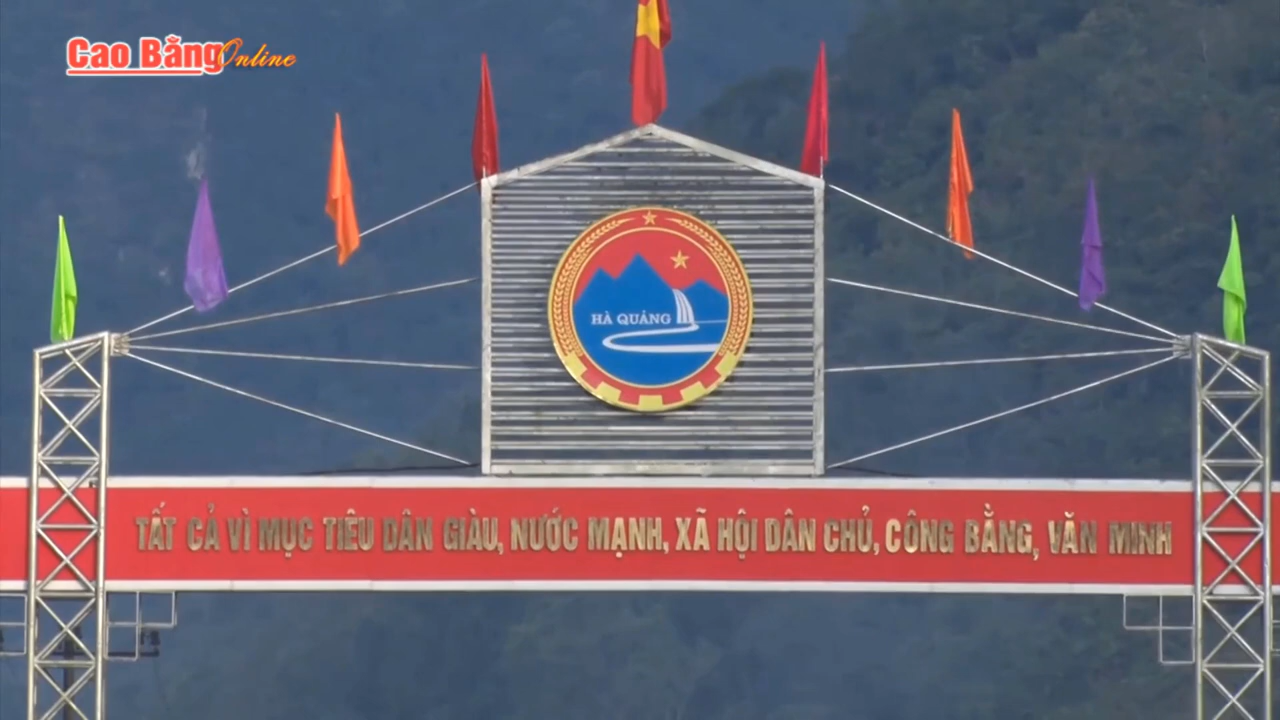 Cao Bằng Online
HÀ QUẢNG
TẤT CẢ VÌ MỤC TIÊU DÂN GIÀU, NƯỚC MẠNH, XÃ HỘI DÂN CHỦ, CÔNG BẰNG, VĂN MINH